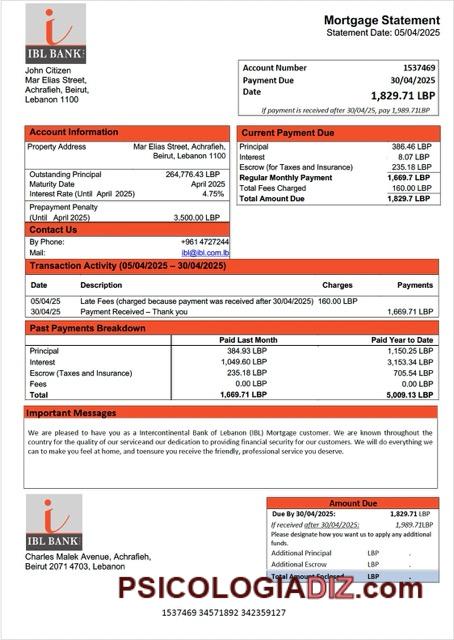 i
IBL BANK
Mortgage Statement
Statement Date: 05/04/2025
John Citizen
Mar Elias Street,
Achrafieh, Beirut,
Lebanon 1100
Account Number 1537469
Payment Due 30/04/2025
Date 1,829.71 LBP
If payment is received after 30/04/25, pay 1,989.71LBP
Account Information
Property Address Mar Elias Street, Achrafieh,
Beirut, Lebanon 1100
Outstanding Principal 264,776.43 LBP
Maturity Date April 2025
Interest Rate (Until April 2025) 4.75%
Prepayment Penalty
(Until April 2025) 3,500.00 LBP
Contact Us
By Phone: +961 4727244
Mail: ibl@ibl.com.lb
Current Payment Due
Principal 386.46 LBP
Interest 8.07 LBP
Escrow (for Taxes and Insurance) 235.18 LBP
Regular Monthly Payment 1,669.7 LBP
Total Fees Charged 160.00 LBP
Total Amount Due 1,829.7 LBP
Transaction Activity (05/04/2025 – 30/04/2025)
Date Description Charges Payments
05/04/25 Late Fees (charged because payment was received after 30/04/2025) 160.00 LBP
30/04/25 Payment Received – Thank you 1,669.71 LBP
Past Payments Breakdown
Paid Last Month Paid Year to Date
Principal 384.93 LBP 1,150.25 LBP
Interest 1,049.60 LBP 3,153.34 LBP
Escrow (Taxes and Insurance) 235.18 LBP 705.54 LBP
Fees 0.00 LBP 0.00 LBP
Total 1,669.71 LBP 5,009.13 LBP
Important Messages
We are pleased to have you as a Intercontinental Bank of Lebanon (IBL) Mortgage customer. We are known throughout the
country for the quality of our serviceand our dedication to providing financial security for our customers. We will do everything we
can to make you feel at home, and toensure you receive the friendly, professional service you deserve.
i
IBL BANK
Charles Malek Avenue, Achrafieh,
Beirut 2071 4703, Lebanon
Amount Due
Due By 30/04/2025: 1,829.71 LBP
If received after 30/04/2025: 1,989.71LBP
Please designate how you want us to apply any additional
funds.
Additional Principal LBP .
Additional Escrow LBP .
Total Amount Enclosed LBP .
PSICOLOGIADIZ.com
1537469 34571892 342359127